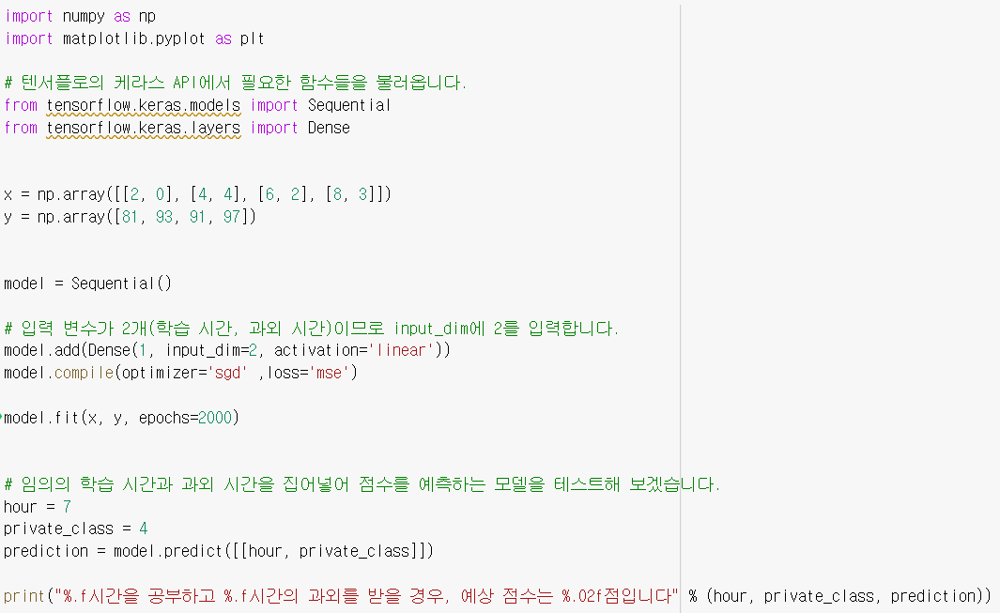 import numpy as np
import matplotlib.pyplot as plt
# 텐서플로의 케라스 API에서 필요한 함수들을 불러옵니다.
from tensorflow.keras.models import Sequential
from tensorflow.keras.layers import Dense
x = np.array([[2, 0], [4, 4], [6, 2], [8, 3]])
y = np.array([81, 93, 91, 97])
model = Sequential()
# 입력 변수가 2개(학습 시간, 과외 시간)이므로 input_dim에 2를 입력합니다.
model.add(Dense(1, input_dim=2, activation='linear'))
model.compile(optimizer='sgd' ,loss='mse')
model.fit(x, y, epochs=2000)
# 임의의 학습 시간과 과외 시간을 집어넣어 점수를 예측하는 모델을 테스트해 보겠습니다.
hour = 7
private_class = 4
prediction = model.predict([[hour, private_class]])
print("%.f시간을 공부하고 %.f시간의 과외를 받을 경우, 예상 점수는 %.02f점입니다" % (hour, private_class, prediction))